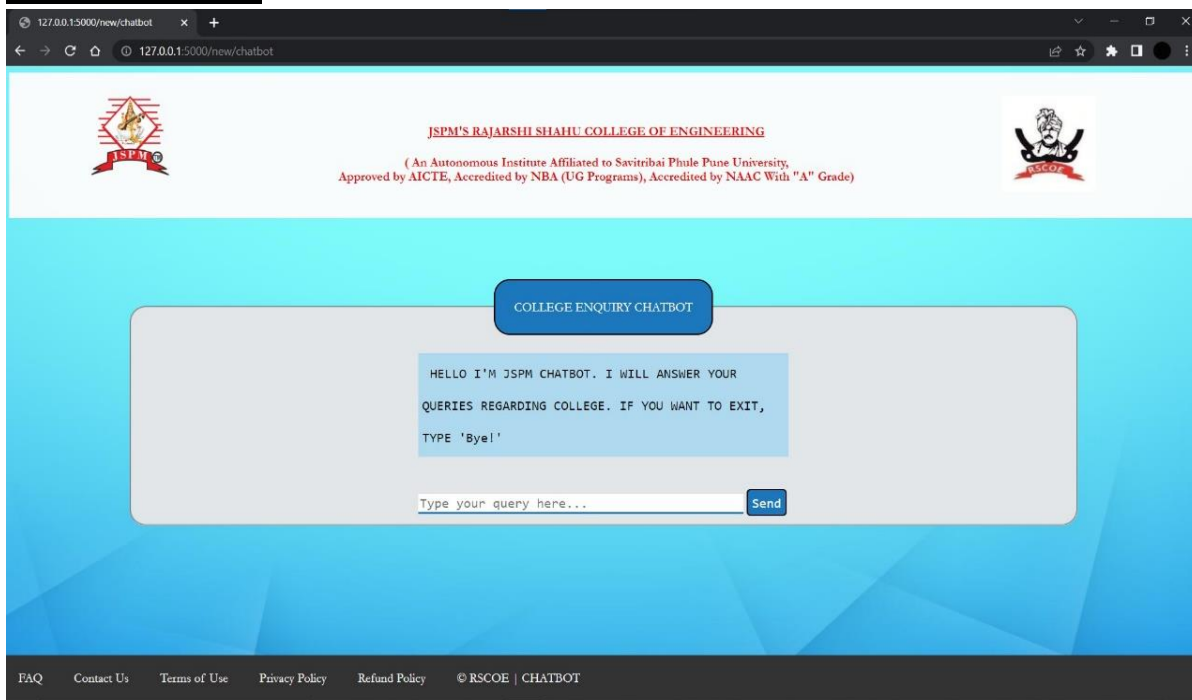 127.0.0.1:5000/new/chatbot
127.0.0.1:5000/new/chatbot
JSPM
JSPM'S RAJARSHI SHAHU COLLEGE OF ENGINEERING
( An Autonomous Institute Affiliated to Savitribai Phule Pune University,
Approved by AICTE, Accredited by NBA (UG Programs), Accredited by NAAC With "A" Grade)
RSCOE
COLLEGE ENQUIRY CHATBOT
HELLO I'M JSPM CHATBOT. I WILL ANSWER YOUR
QUERIES REGARDING COLLEGE. IF YOU WANT TO EXIT,
TYPE 'Bye!'
Type your query here... Send
FAQ Contact Us Terms of Use Privacy Policy Refund Policy © RSCOE | CHATBOT